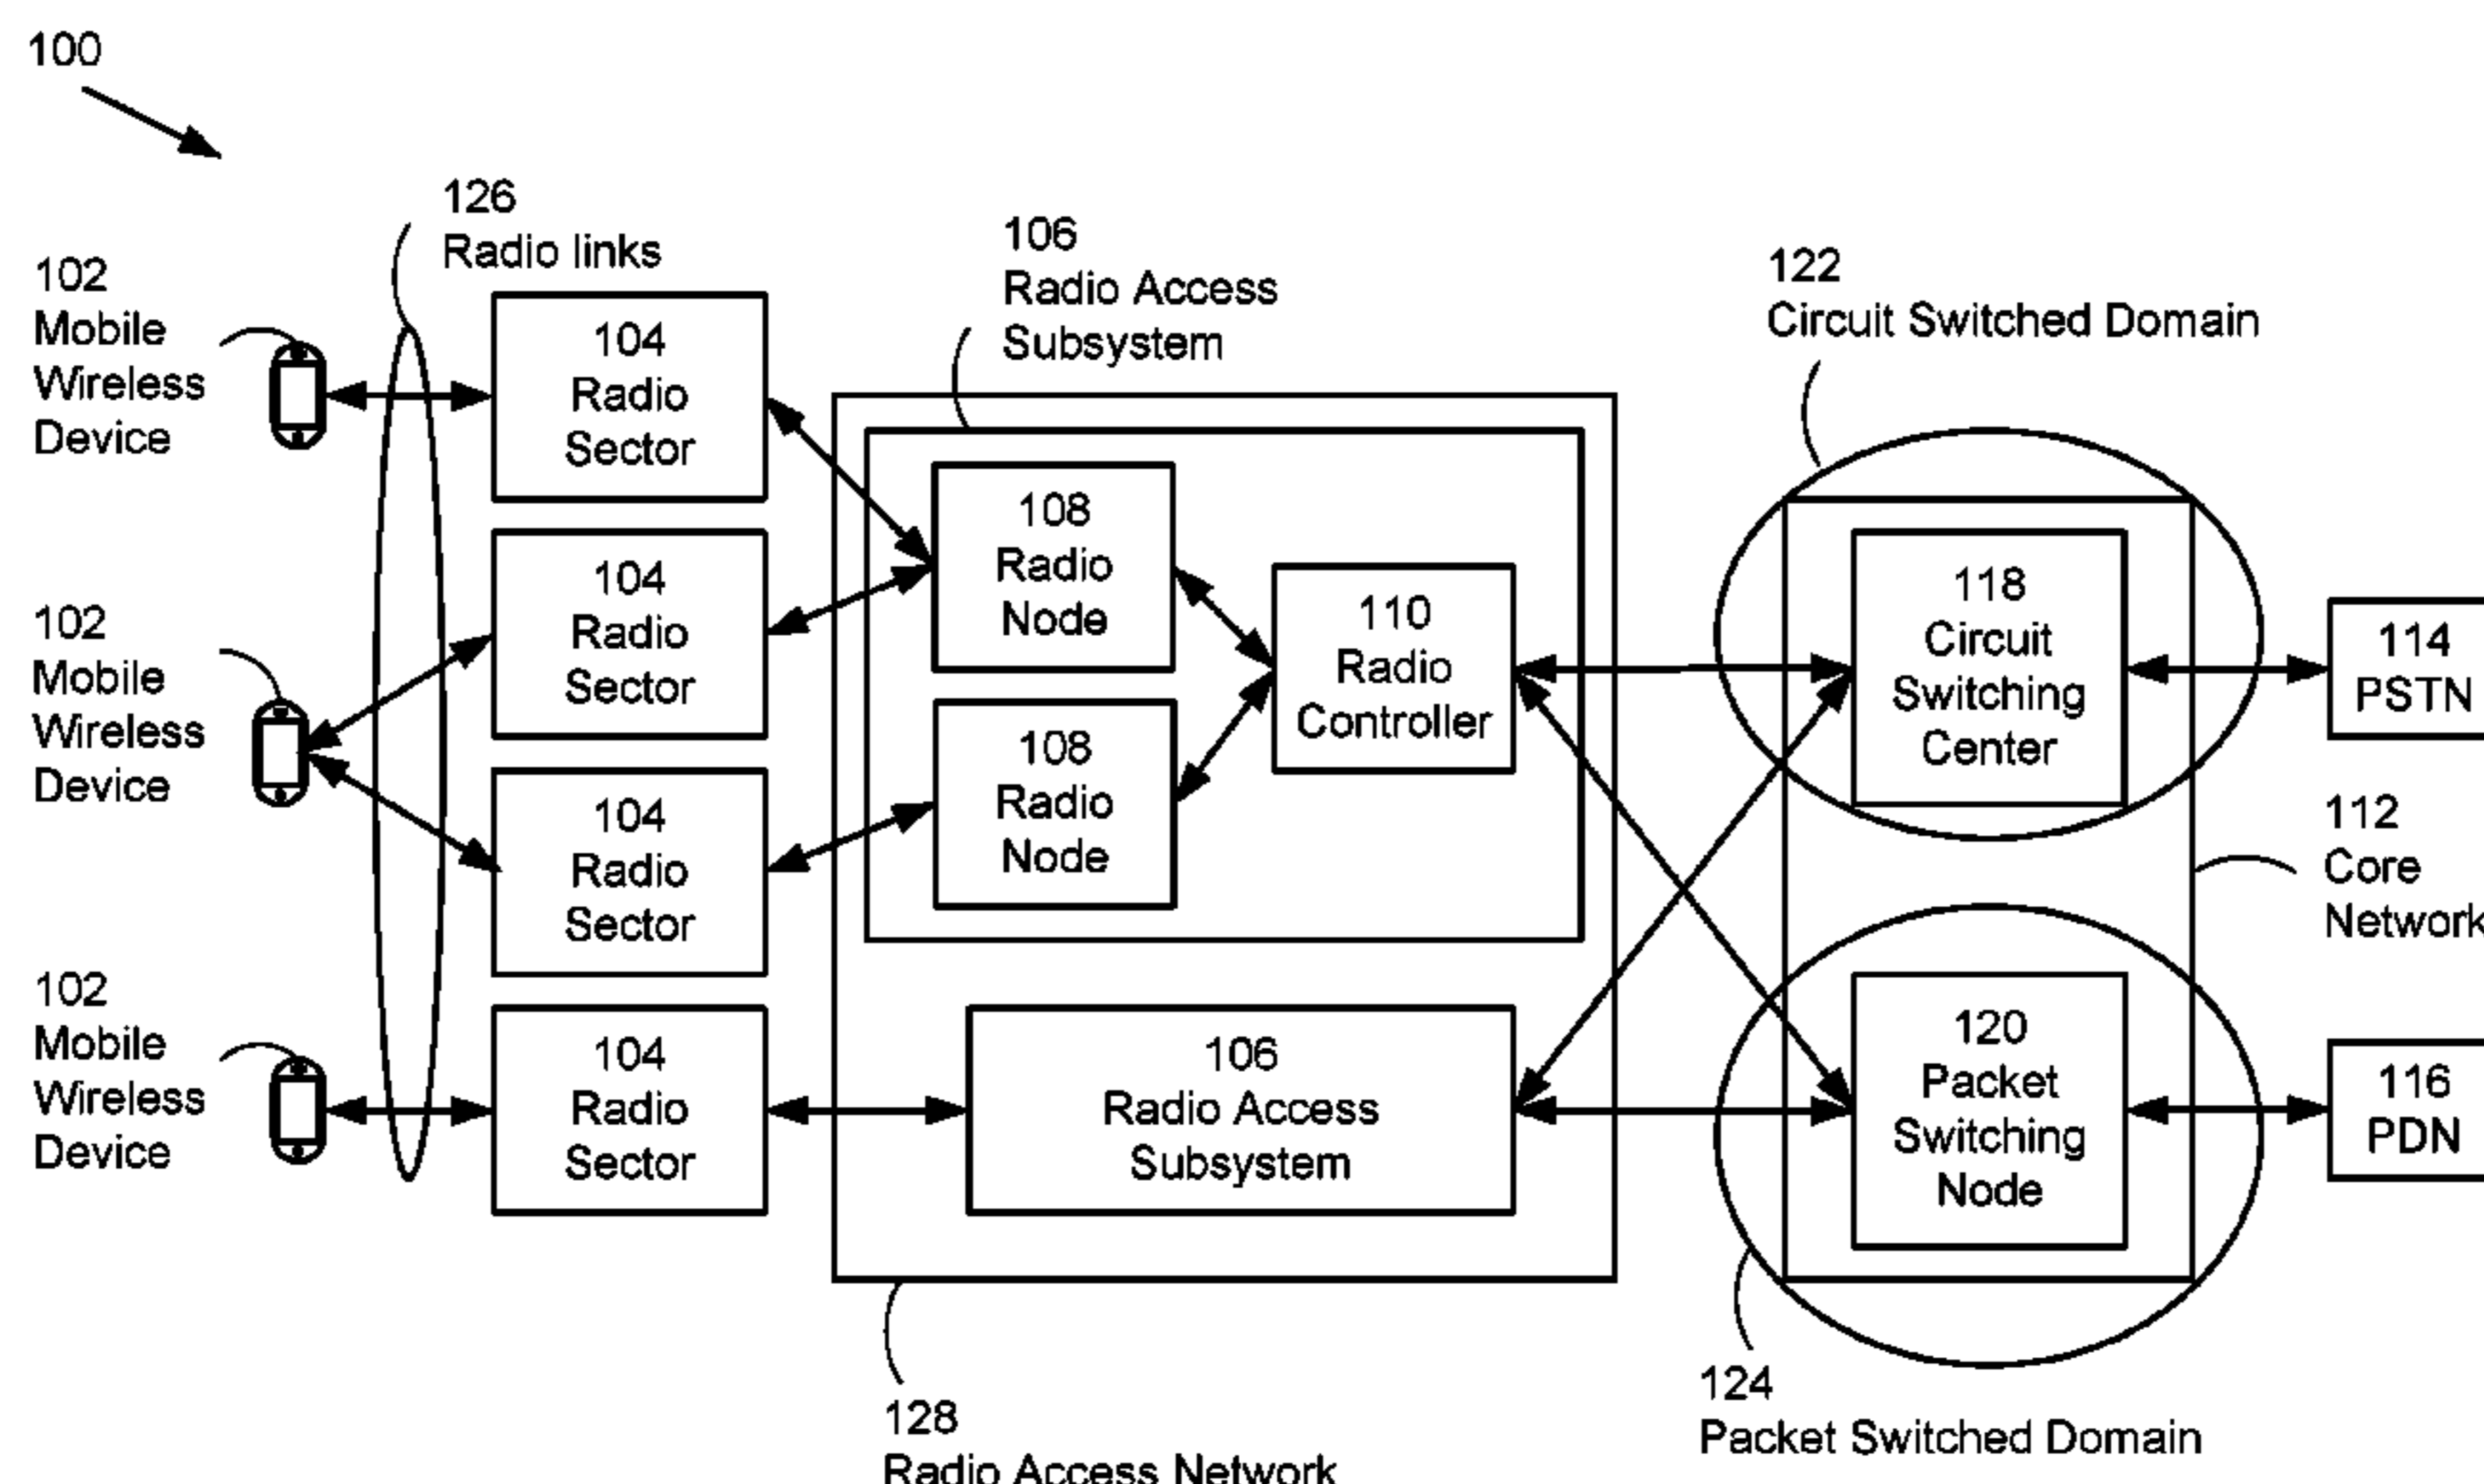 100
126
Radio links
102
Mobile
Wireless
Device
104
Radio
Sector
106
Radio Access
Subsystem
122
Circuit Switched Domain
108
Radio
Node
110
Radio
Controller
118
Circuit
Switching
Center
114
PSTN
102
Mobile
Wireless
Device
104
Radio
Sector
108
Radio
Node
104
Radio
Sector
112
Core
Network
102
Mobile
Wireless
Device
104
Radio
Sector
106
Radio Access
Subsystem
120
Packet
Switching
Node
116
PDN
128
Radio Access Network
124
Packet Switched Domain